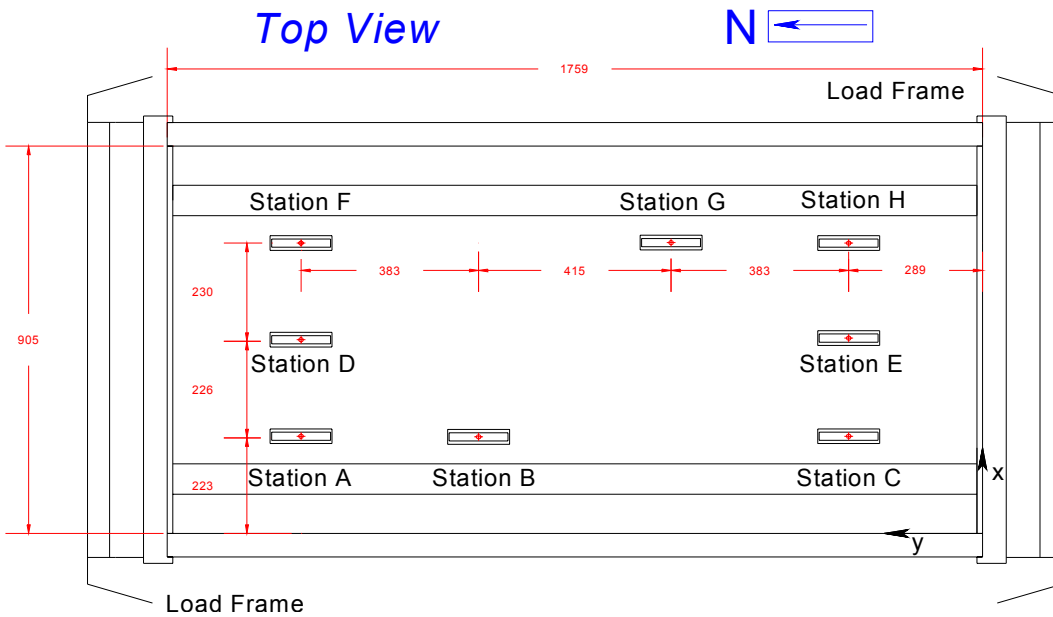 Top View
N
1759
Load Frame
Station F
Station G
Station H
383
415
383
289
230
905
Station D
Station E
226
223
Station A
Station B
Station C
x
y
Load Frame